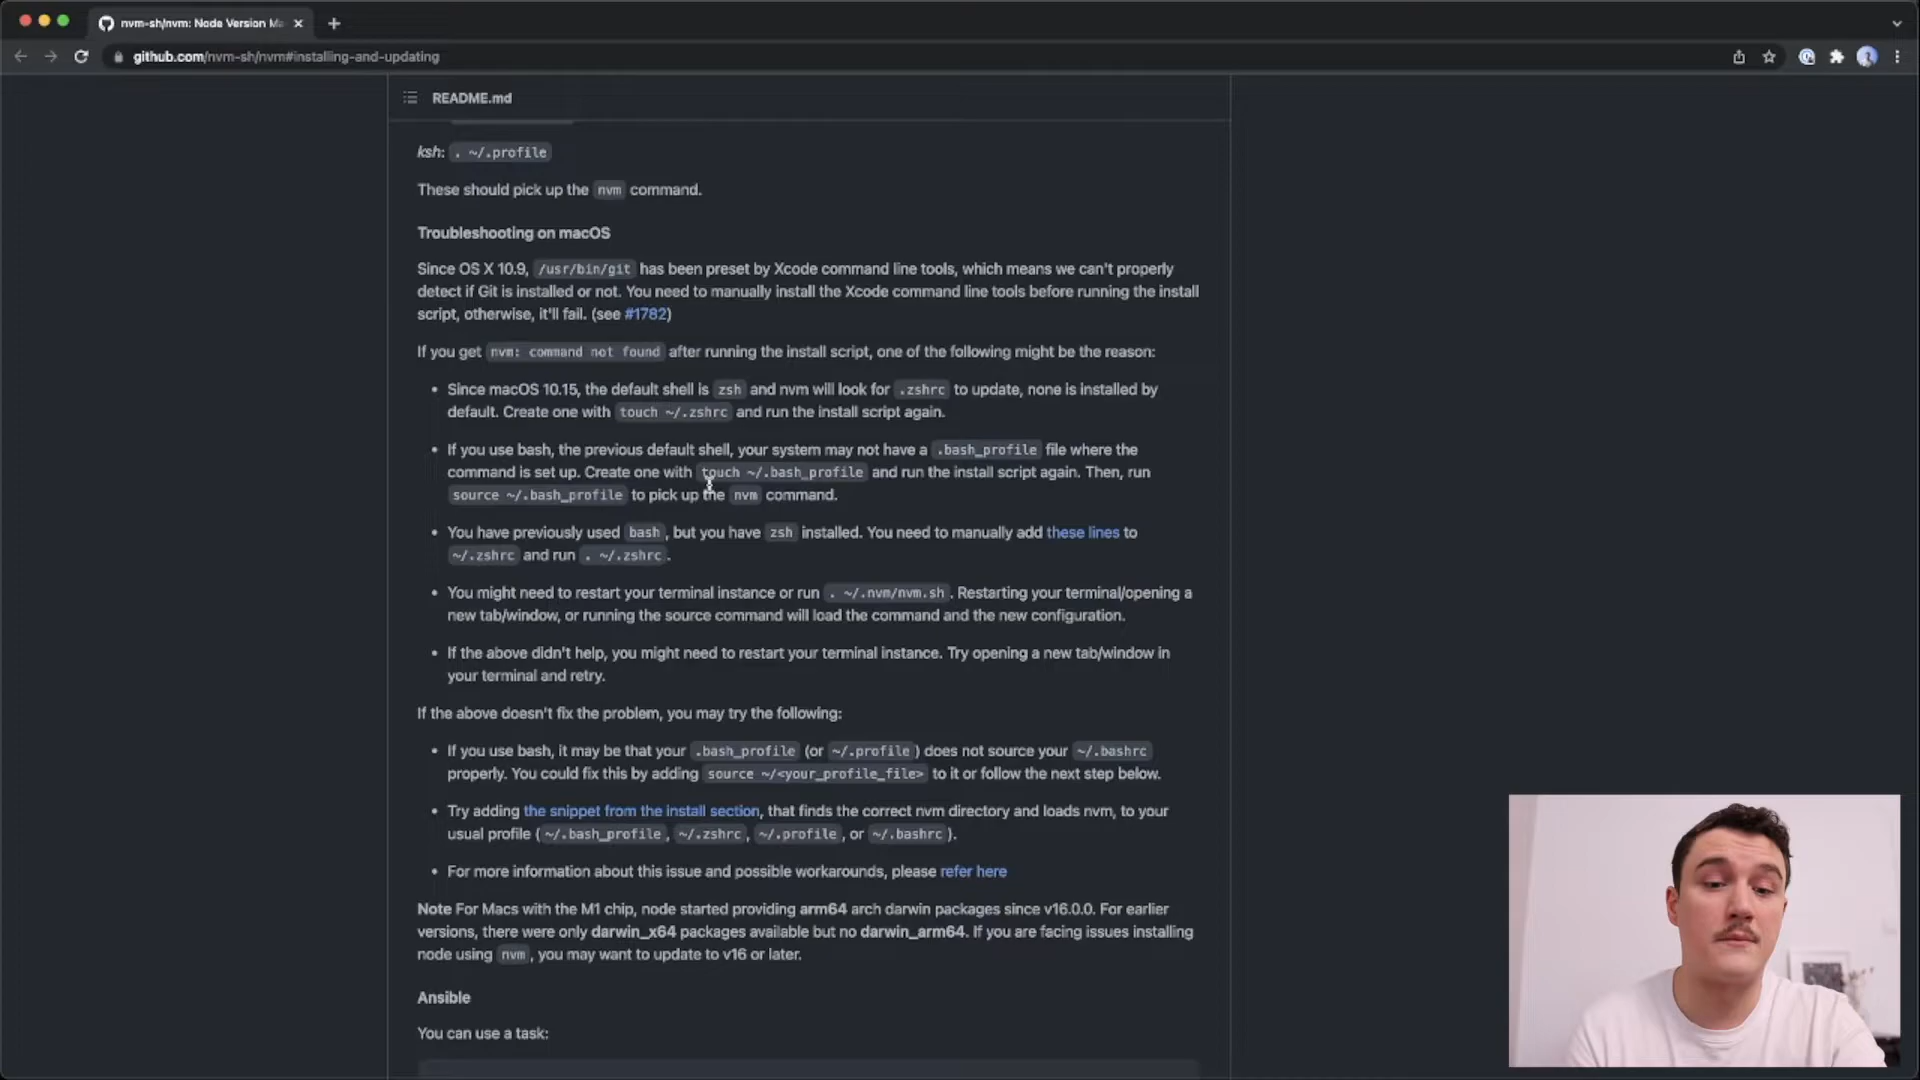 nvm-sh/nvm: Node Version Ma
github.com/nvm-sh/nvm#installing-and-updating
README.md
ksh: . ~/.profile
These should pick up the nvm command.
Troubleshooting on macOS
Since OS X 10.9, /usr/bin/git has been preset by Xcode command line tools, which means we can't properly
detect if Git is installed or not. You need to manually install the Xcode command line tools before running the install
script, otherwise, it'll fail. (see #1782)
If you get nvm: command not found after running the install script, one of the following might be the reason:
• Since macOS 10.15, the default shell is zsh and nvm will look for .zshrc to update, none is installed by
default. Create one with touch ~/.zshrc and run the install script again.
• If you use bash, the previous default shell, your system may not have a .bash_profile file where the
command is set up. Create one with touch ~/.bash_profile and run the install script again. Then, run
source ~/.bash_profile to pick up the nvm command.
• You have previously used bash, but you have zsh installed. You need to manually add these lines to
~/.zshrc and run . ~/.zshrc.
• You might need to restart your terminal instance or run . ~/.nvm/nvm.sh. Restarting your terminal/opening a
new tab/window, or running the source command will load the command and the new configuration.
• If the above didn't help, you might need to restart your terminal instance. Try opening a new tab/window in
your terminal and retry.
If the above doesn't fix the problem, you may try the following:
• If you use bash, it may be that your .bash_profile (or ~/.profile) does not source your ~/.bashrc
properly. You could fix this by adding source ~/<your_profile_file> to it or follow the next step below.
• Try adding the snippet from the install section, that finds the correct nvm directory and loads nvm, to your
usual profile (~/.bash_profile, ~/.zshrc, ~/.profile, or ~/.bashrc).
• For more information about this issue and possible workarounds, please refer here
Note For Macs with the M1 chip, node started providing arm64 arch darwin packages since v16.0.0. For earlier
versions, there were only darwin_x64 packages available but no darwin_arm64. If you are facing issues installing
node using nvm, you may want to update to v16 or later.
Ansible
You can use a task: